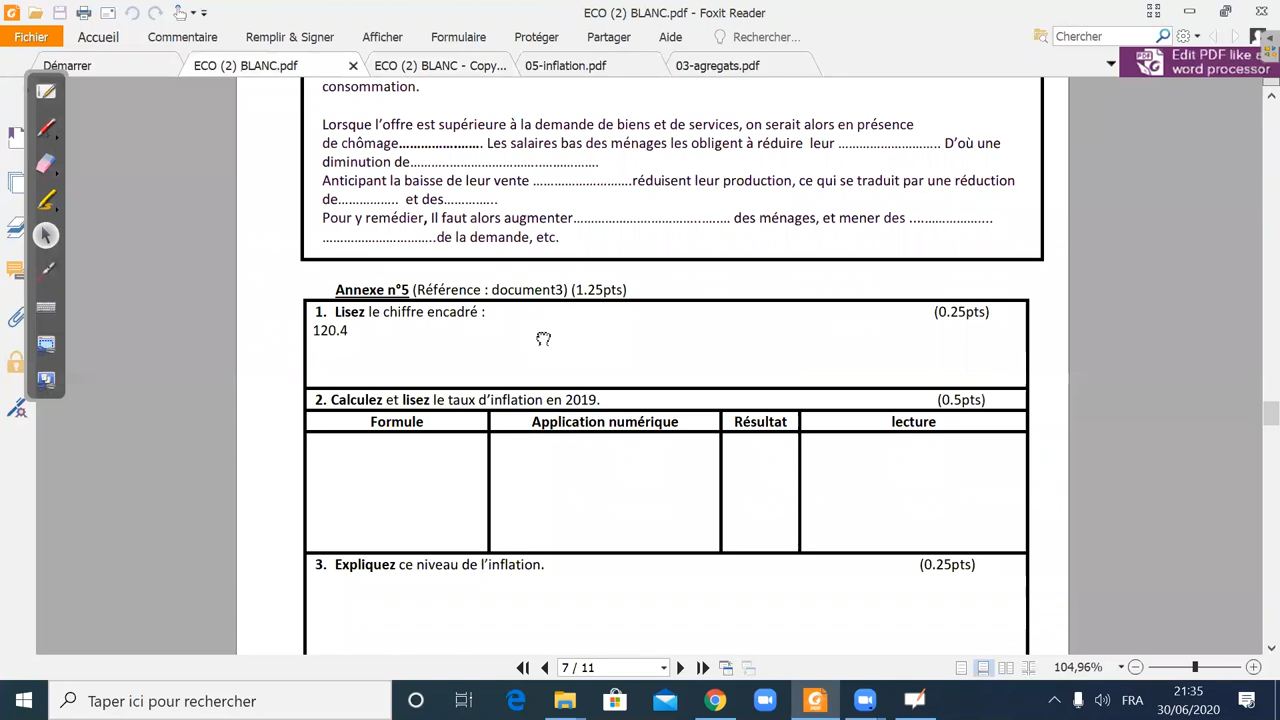 ECO (2) BLANC.pdf - Foxit Reader
Fichier Accueil Commentaire Remplir & Signer Afficher Formulaire Protéger Partager Aide Rechercher... Chercher
Démarrer ECO (2) BLANC.pdf ECO (2) BLANC - Copy... 05-inflation.pdf 03-agregats.pdf
Edit PDF like a
word processor
consommation.
Lorsque l'offre est supérieure à la demande de biens et de services, on serait alors en présence
de chômage…………………. Les salaires bas des ménages les obligent à réduire leur …………………….. D'où une
diminution de…………………………………………….
Anticipant la baisse de leur vente ……………………….réduisent leur production, ce qui se traduit par une réduction
de…………….. et des…………..
Pour y remédier, Il faut alors augmenter……………………………..…… des ménages, et mener des ...……………....
………………………..de la demande, etc.
Annexe n°5 (Référence : document3) (1.25pts)
1. Lisez le chiffre encadré : (0.25pts)
120.4
2. Calculez et lisez le taux d'inflation en 2019. (0.5pts)
Formule Application numérique Résultat lecture
3. Expliquez ce niveau de l'inflation. (0.25pts)
7 / 11 104,96%
Taper ici pour rechercher FRA 21:35
30/06/2020